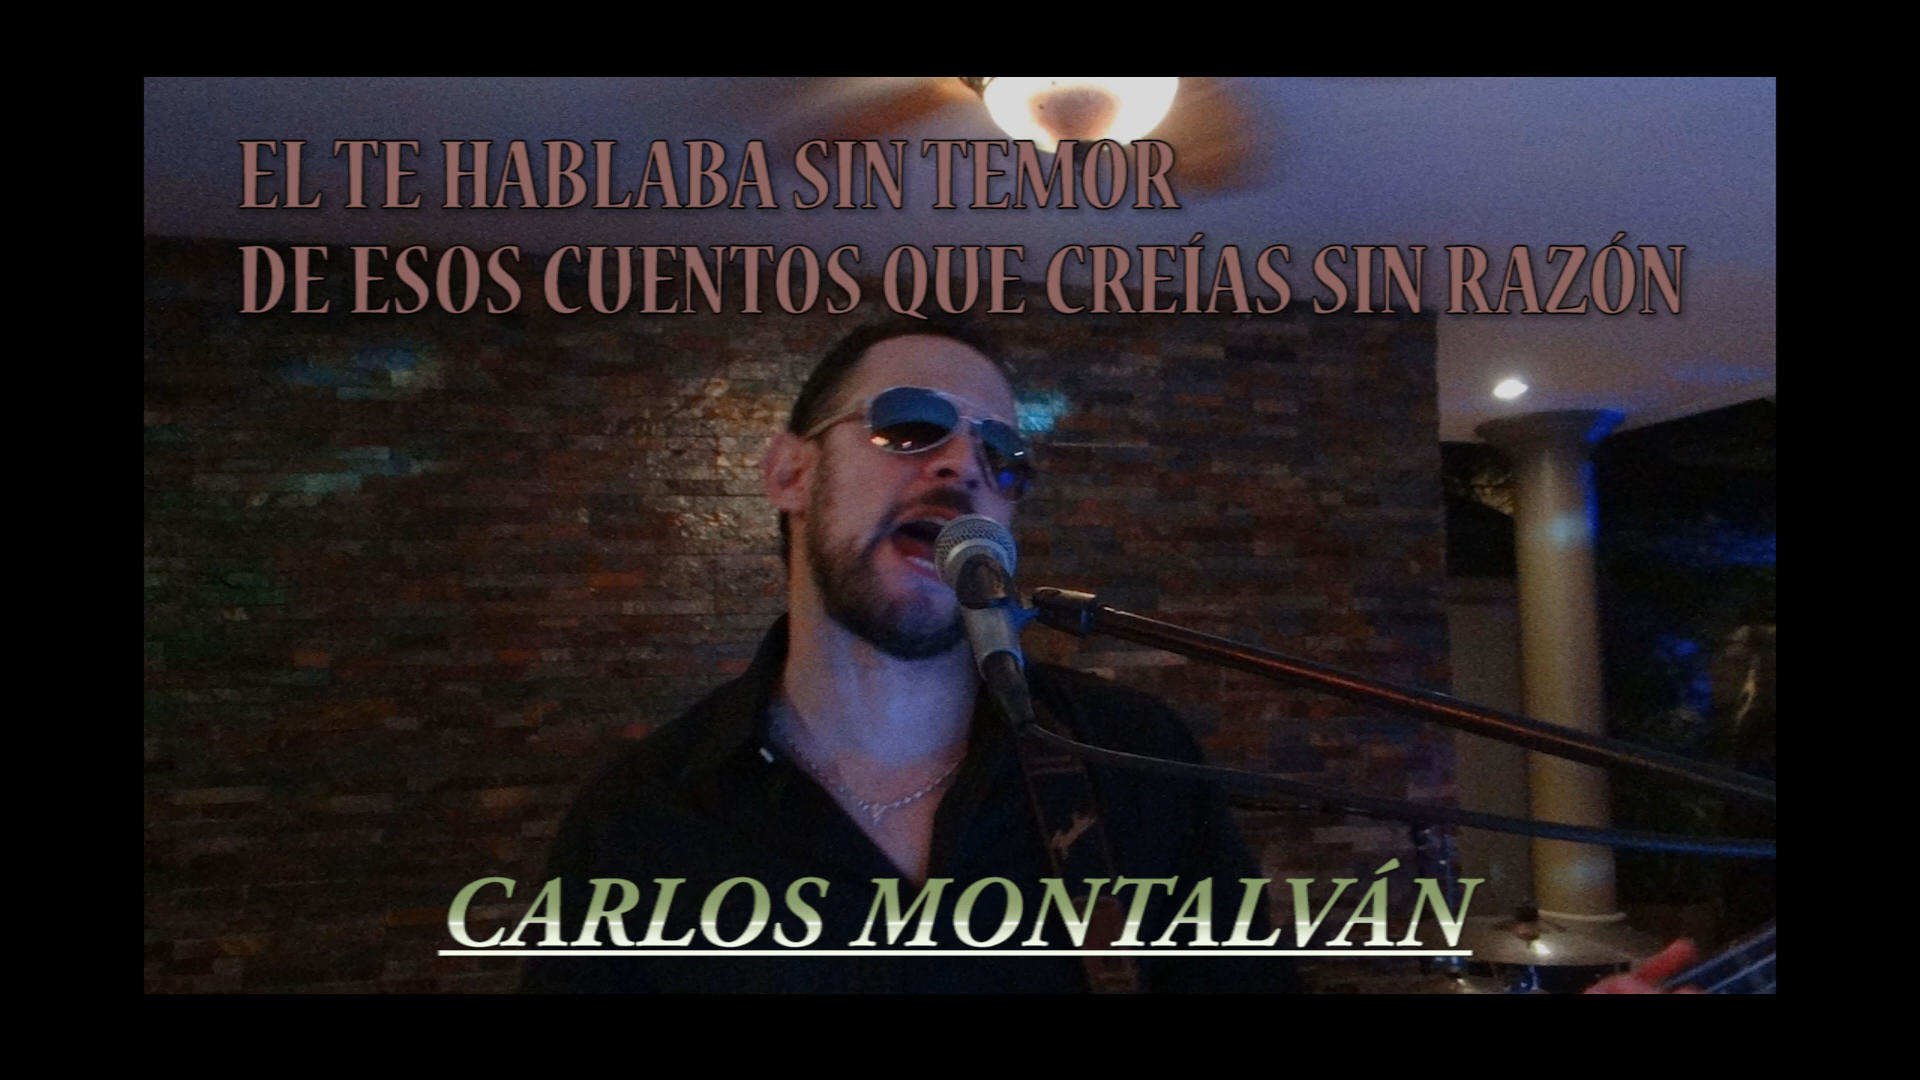 EL TE HABLABA SIN TEMOR
DE ESOS CUENTOS QUE CREÍAS SIN RAZÓN
CARLOS MONTALVÁN